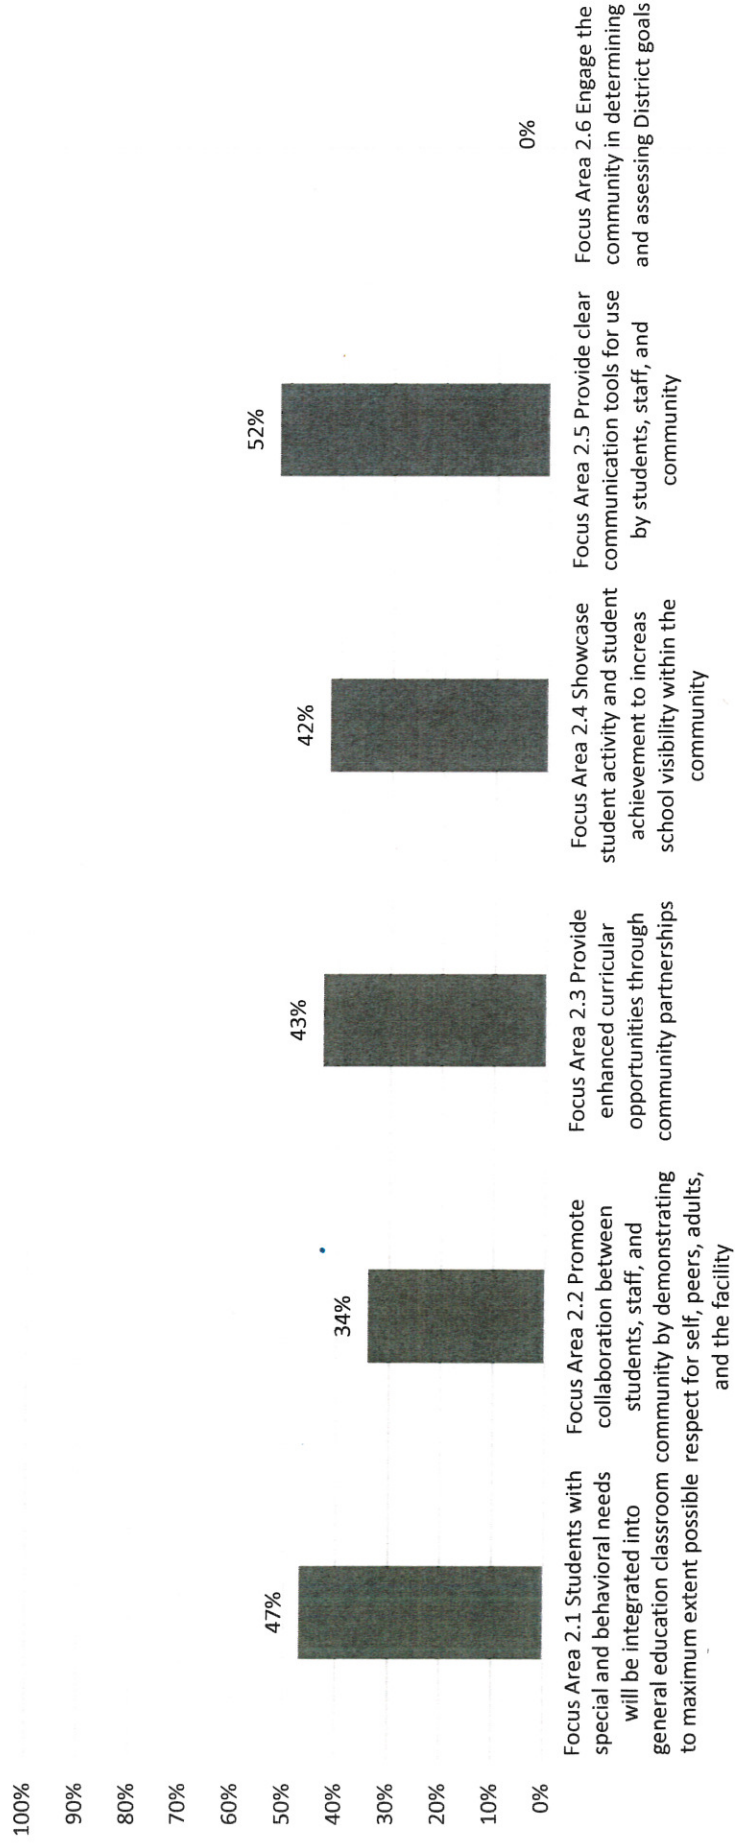 100%
90%
80%
70%
60%
50%
40%
30%
20%
10%
0%
47%
34%
43%
42%
52%
0%
Focus Area 2.1 Students with
special and behavioral needs
will be integrated into
general education classroom
to maximum extent possible
Focus Area 2.2 Promote
collaboration between
students, staff, and
community by demonstrating
respect for self, peers, adults,
and the facility
Focus Area 2.3 Provide
enhanced curricular
opportunities through
community partnerships
Focus Area 2.4 Showcase
student activity and student
achievement to increas
school visibility within the
community
Focus Area 2.5 Provide clear
communication tools for use
by students, staff, and
community
Focus Area 2.6 Engage the
community in determining
and assessing District goals